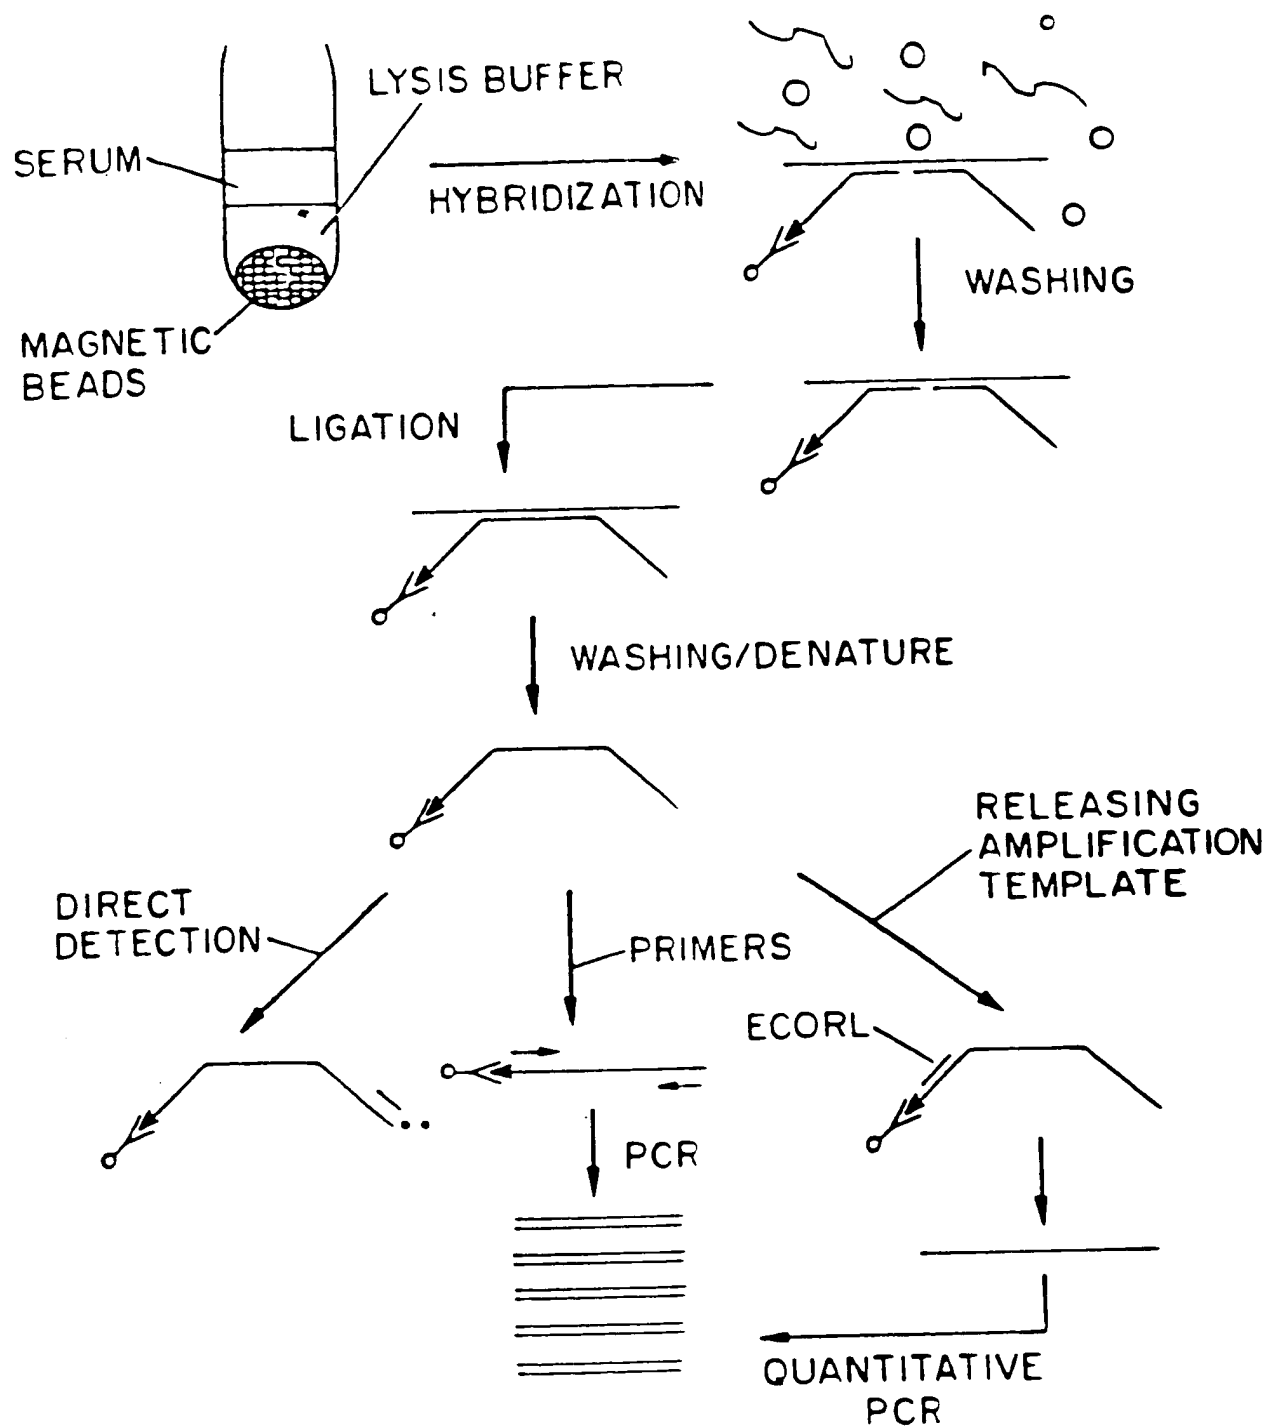 LYSIS BUFFER
SERUM
HYBRIDIZATION
MAGNETIC
BEADS
WASHING
LIGATION
WASHING/DENATURE
RELEASING
AMPLIFICATION
TEMPLATE
DIRECT
DETECTION
PRIMERS
ECORL
PCR
QUANTITATIVE
PCR